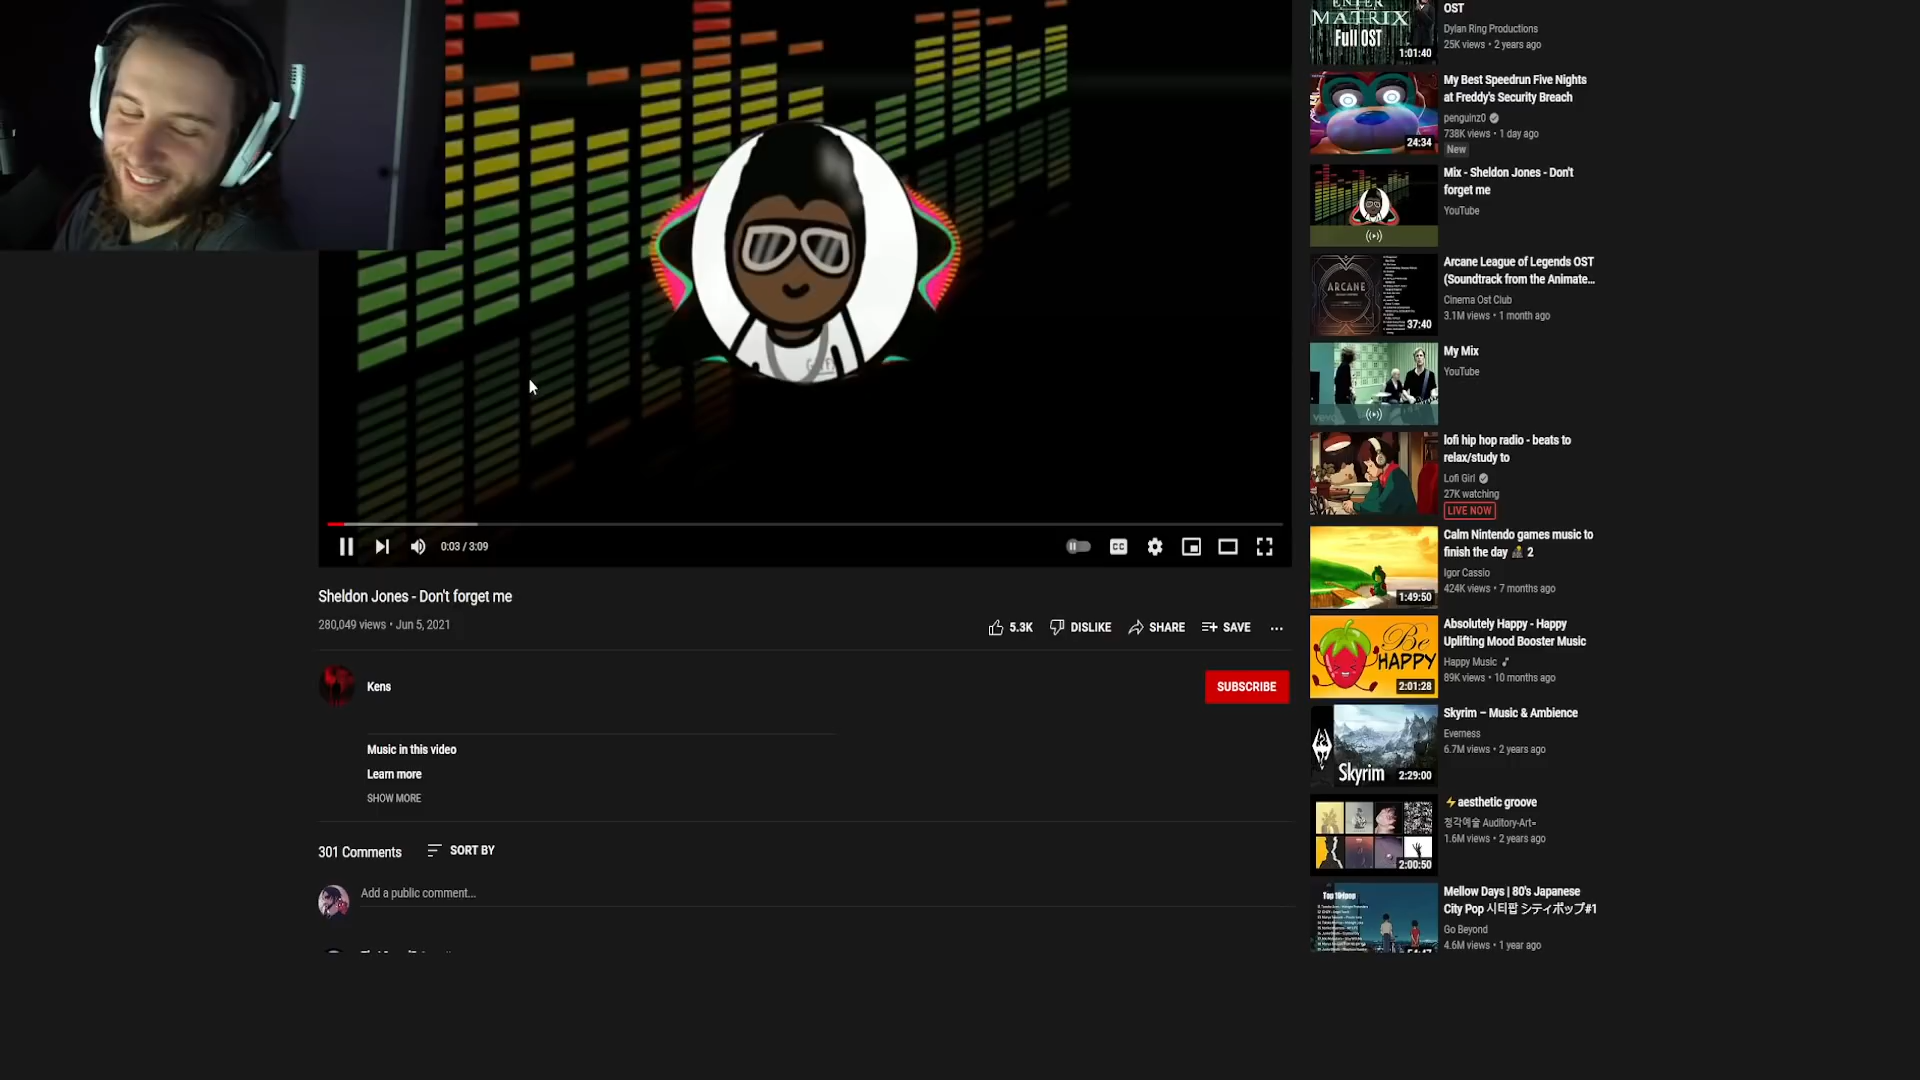 Sheldon Jones - Don't forget me
280,049 views • Jun 5, 2021
0:03 / 3:09
CC
5.3K
DISLIKE
SHARE
SAVE
Kens
SUBSCRIBE
Music in this video
Learn more
SHOW MORE
301 Comments
SORT BY
Add a public comment...
ENTER
MATRIX
Full OST
1:01:40
OST
Dylan Ring Productions
25K views • 2 years ago
24:34
My Best Speedrun Five Nights
at Freddy's Security Breach
penguinz0
738K views • 1 day ago
New
Mix - Sheldon Jones - Don't
forget me
YouTube
ARCANE
37:40
Arcane League of Legends OST
(Soundtrack from the Animate...
Cinema Ost Club
3.1M views • 1 month ago
vevo
My Mix
YouTube
lofi hip hop radio - beats to
relax/study to
Lofi Girl
27K watching
LIVE NOW
1:49:50
Calm Nintendo games music to
finish the day 2
Igor Cassio
424K views • 7 months ago
Be
HAPPY
2:01:28
Absolutely Happy - Happy
Uplifting Mood Booster Music
Happy Music
89K views • 10 months ago
Skyrim
2:29:00
Skyrim – Music & Ambience
Everness
6.7M views • 2 years ago
2:00:50
⚡aesthetic groove
청각예술 Auditory-Art=
1.6M views • 2 years ago
Mellow Days | 80's Japanese
City Pop 시티팝 シティポップ#1
Go Beyond
4.6M views • 1 year ago